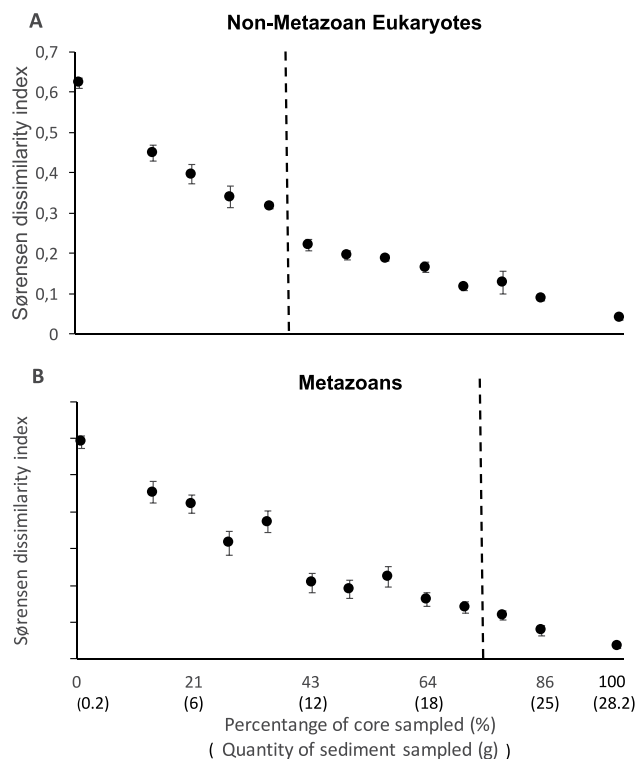 A
Non-Metazoan Eukaryotes
0,7
0,6
0,5
0,4
0,3
0,2
0,1
0
Sørensen dissimilarity index
B
Metazoans
Sørensen dissimilarity index
0 21 43 64 86 100
(0.2) (6) (12) (18) (25) (28.2)
Percentange of core sampled (%)
( Quantity of sediment sampled (g) )